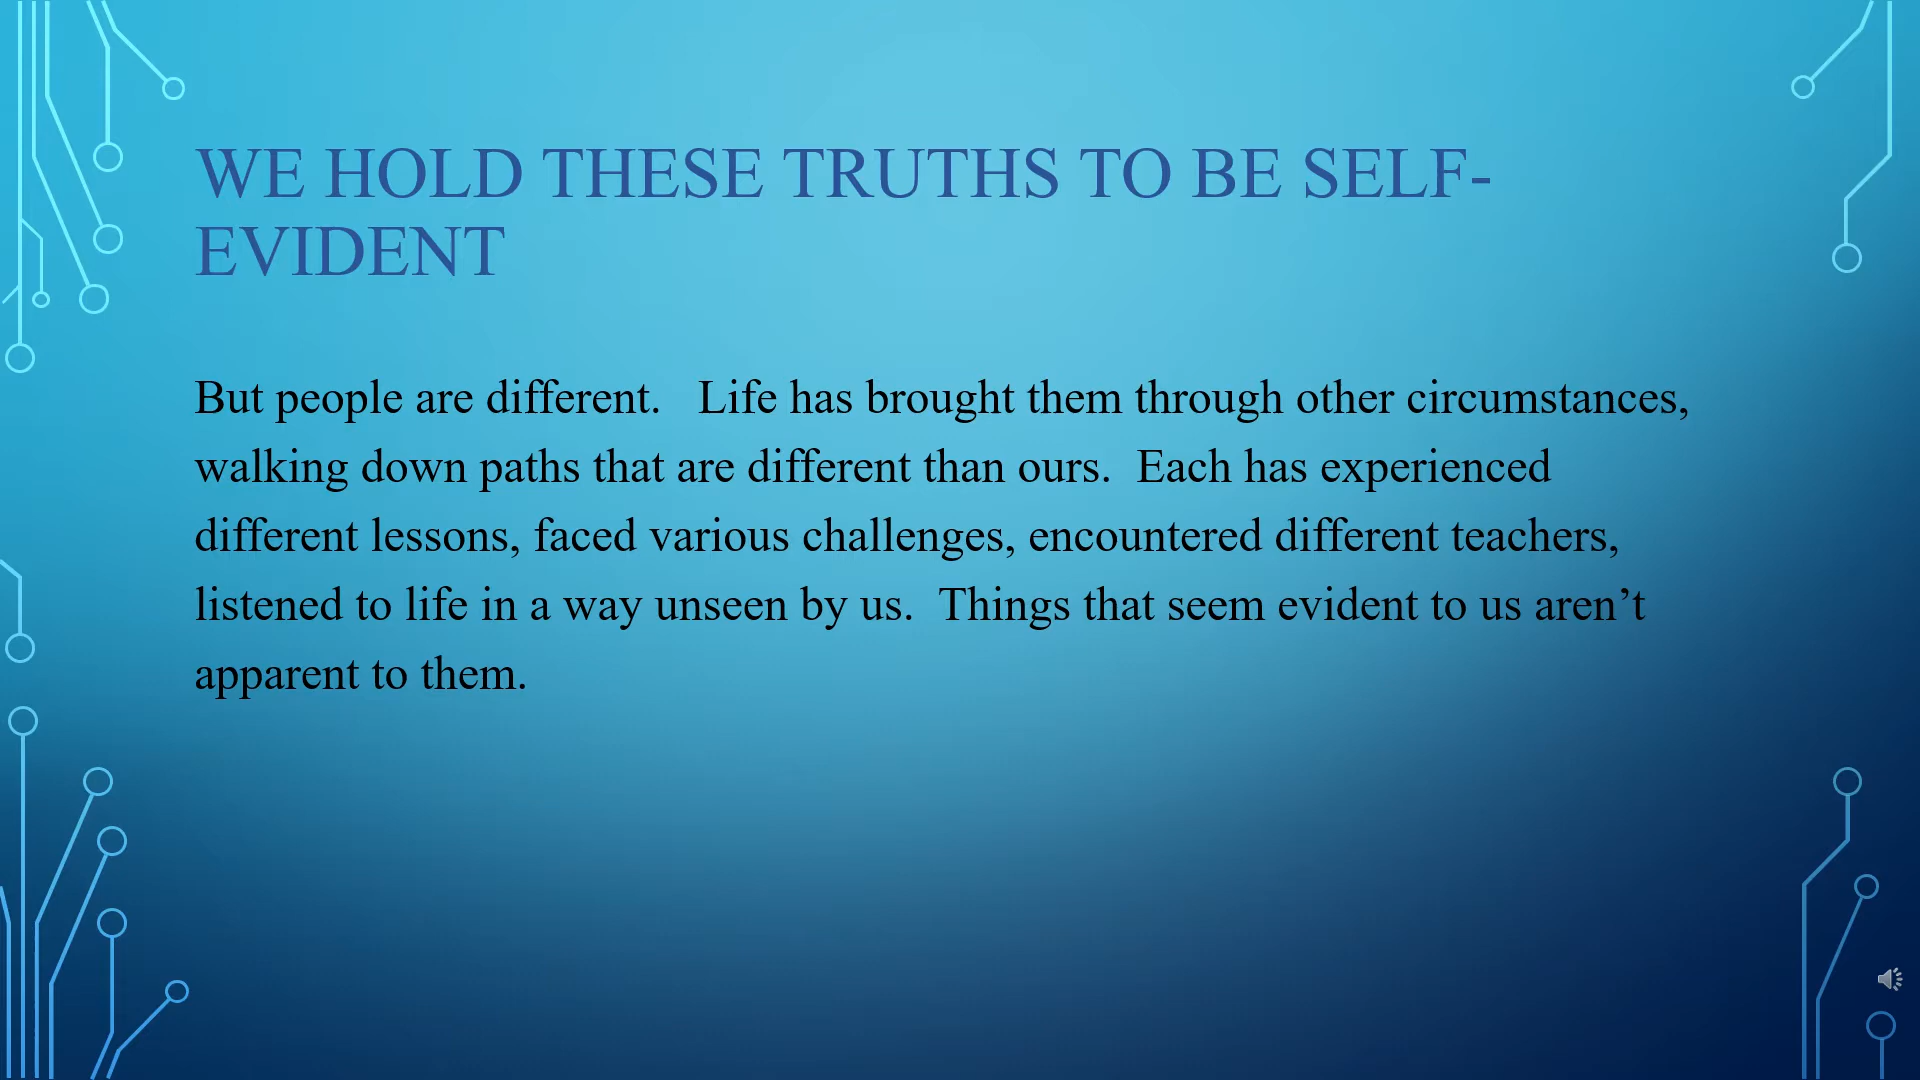 WE HOLD THESE TRUTHS TO BE SELF-
EVIDENT
But people are different.   Life has brought them through other circumstances,
walking down paths that are different than ours.  Each has experienced
different lessons, faced various challenges, encountered different teachers,
listened to life in a way unseen by us.  Things that seem evident to us aren’t
apparent to them.